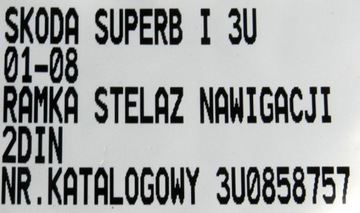 SKODA SUPERB I 3U
01-08
RAMKA STELAZ NAWIGACJI
2DIN
NR.KATALOGOWY 3U0858757